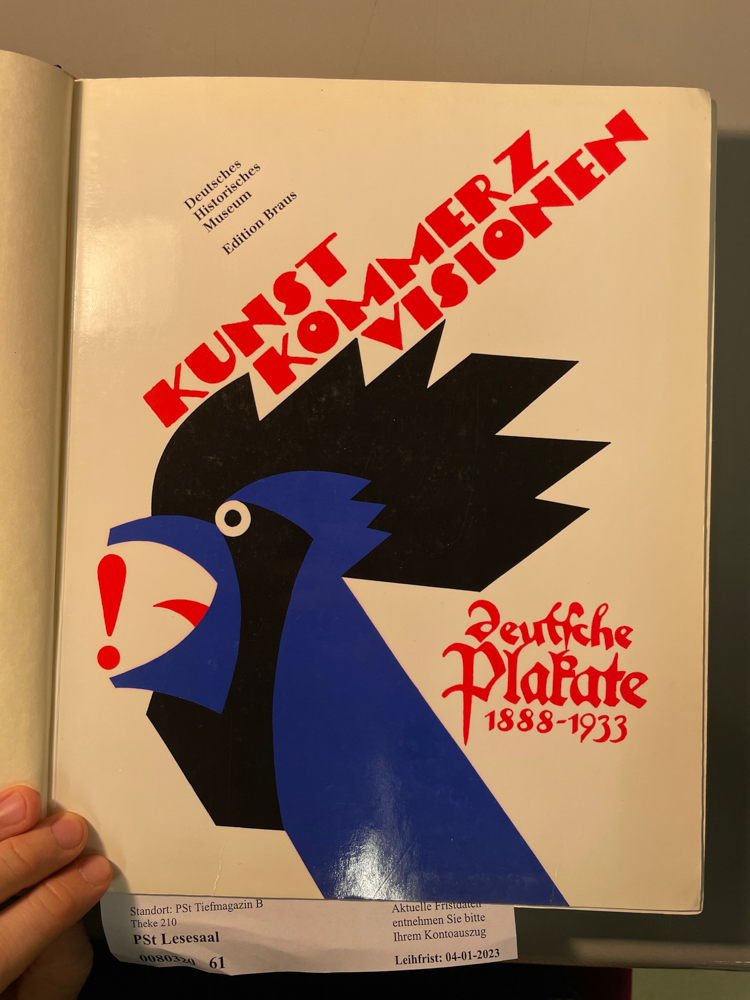 Deutsches
Historisches
Museum
Edition Braus
KUNST
KOMMERZ
VISIONEN
!
deutsche
Plakate
1888-1933
Standort: PSt Tiefmagazin B
Theke 210
PSt Lesesaal
61
Aktuelle Fristdaten
entnehmen Sie bitte
Ihrem Kontoauszug
Leihfrist: 04-01-2023